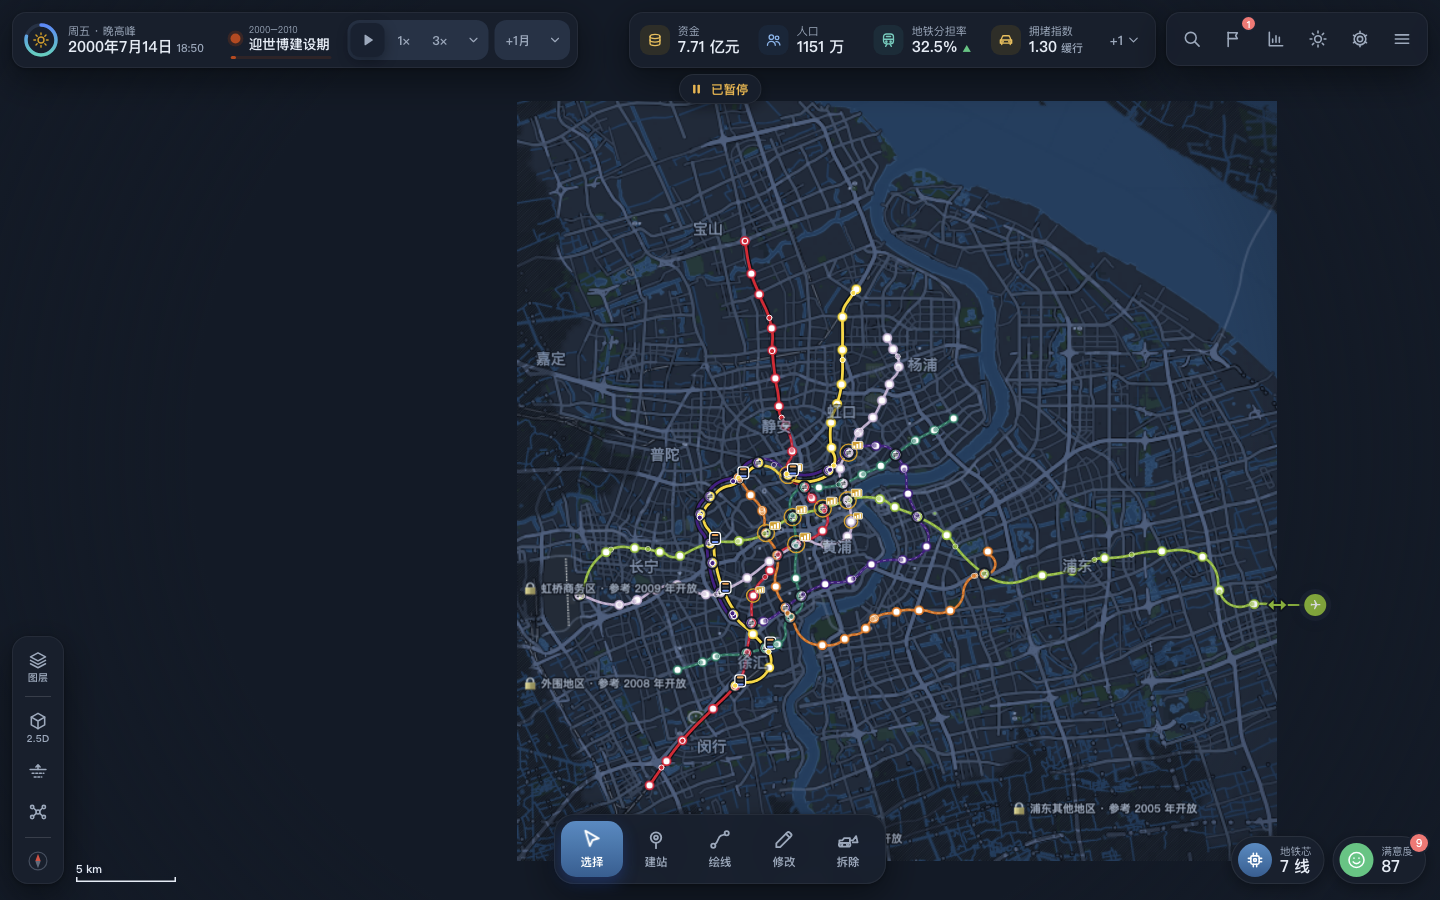 周五 · 晚高峰
2000年7月14日 18:50
2000—2010
迎世博建设期
1×
3×
+1月
资金
7.71 亿元
人口
1151 万
地铁分担率
32.5%
拥堵指数
1.30 缓行
+1
1
已暂停
宝山
嘉定
杨浦
虹口
静安
普陀
黄浦
长宁
浦东
虹桥商务区 · 参考 2009 年开放
徐汇
外围地区 · 参考 2008 年开放
闵行
浦东其他地区 · 参考 2005 年开放
开放
图层
2.5D
5 km
选择
建站
绘线
修改
拆除
地铁芯
7 线
满意度
87
9